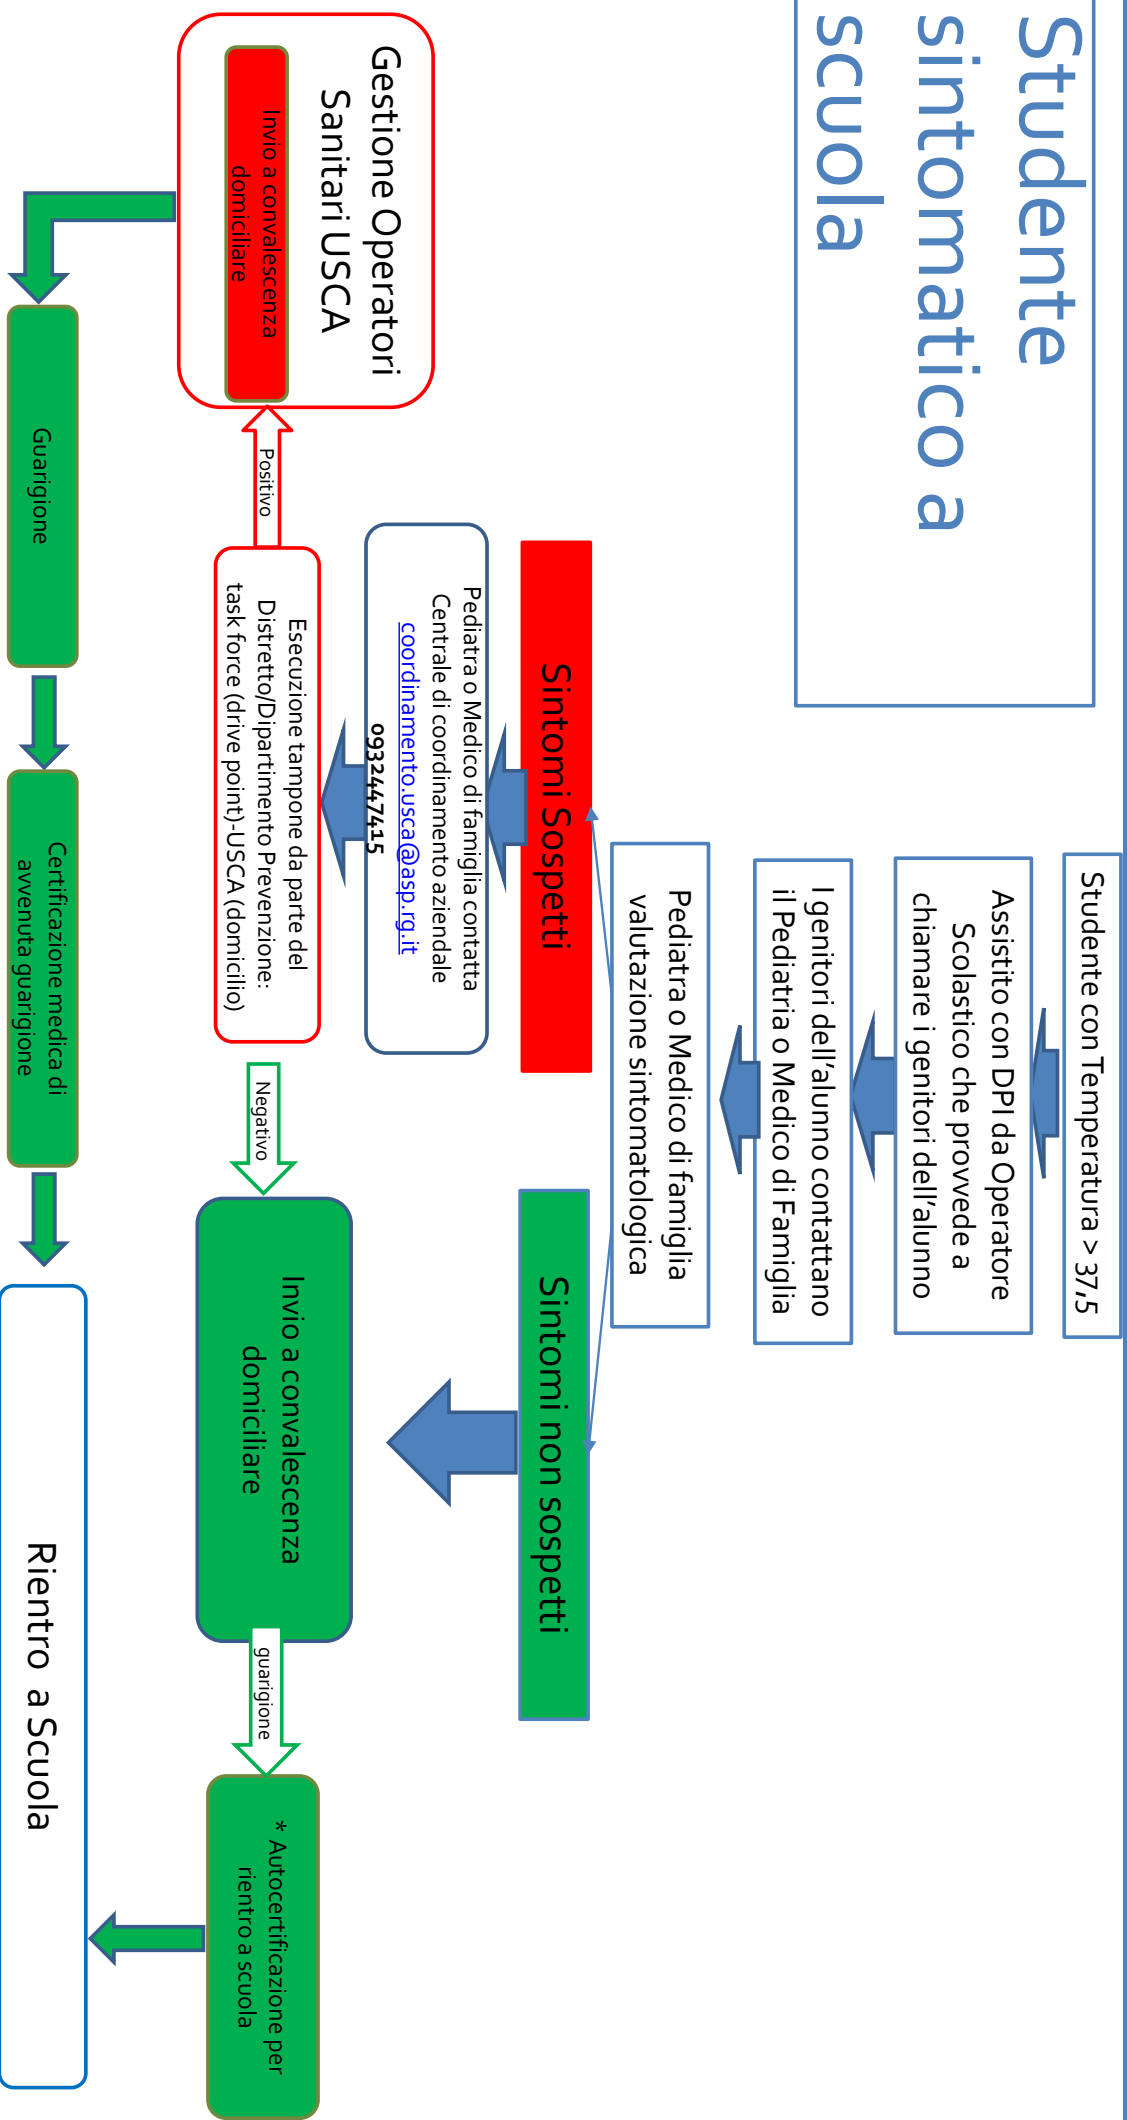 Studente
sintomatico a
scuola
Studente con Temperatura > 37,5
Assistito con DPI da Operatore
Scolastico che provvede a
chiamare i genitori dell'alunno
I genitori dell'alunno contattano
il Pediatria o Medico di Famiglia
Pediatra o Medico di famiglia
valutazione sintomatologica
Sintomi Sospetti
Sintomi non sospetti
Pediatra o Medico di famiglia contatta
Centrale di coordinamento aziendale
coordinamento.usca@asp.rg.it
0932447415
Gestione Operatori
Sanitari USCA
Invio a convalescenza
domiciliare
Positivo
Esecuzione tampone da parte del
Distretto/Dipartimento Prevenzione:
task force (drive point)-USCA (domicilio)
Negativo
Invio a convalescenza
domiciliare
guarigione
* Autocertificazione per
rientro a scuola
Guarigione
Certificazione medica di
avvenuta guarigione
Rientro a Scuola